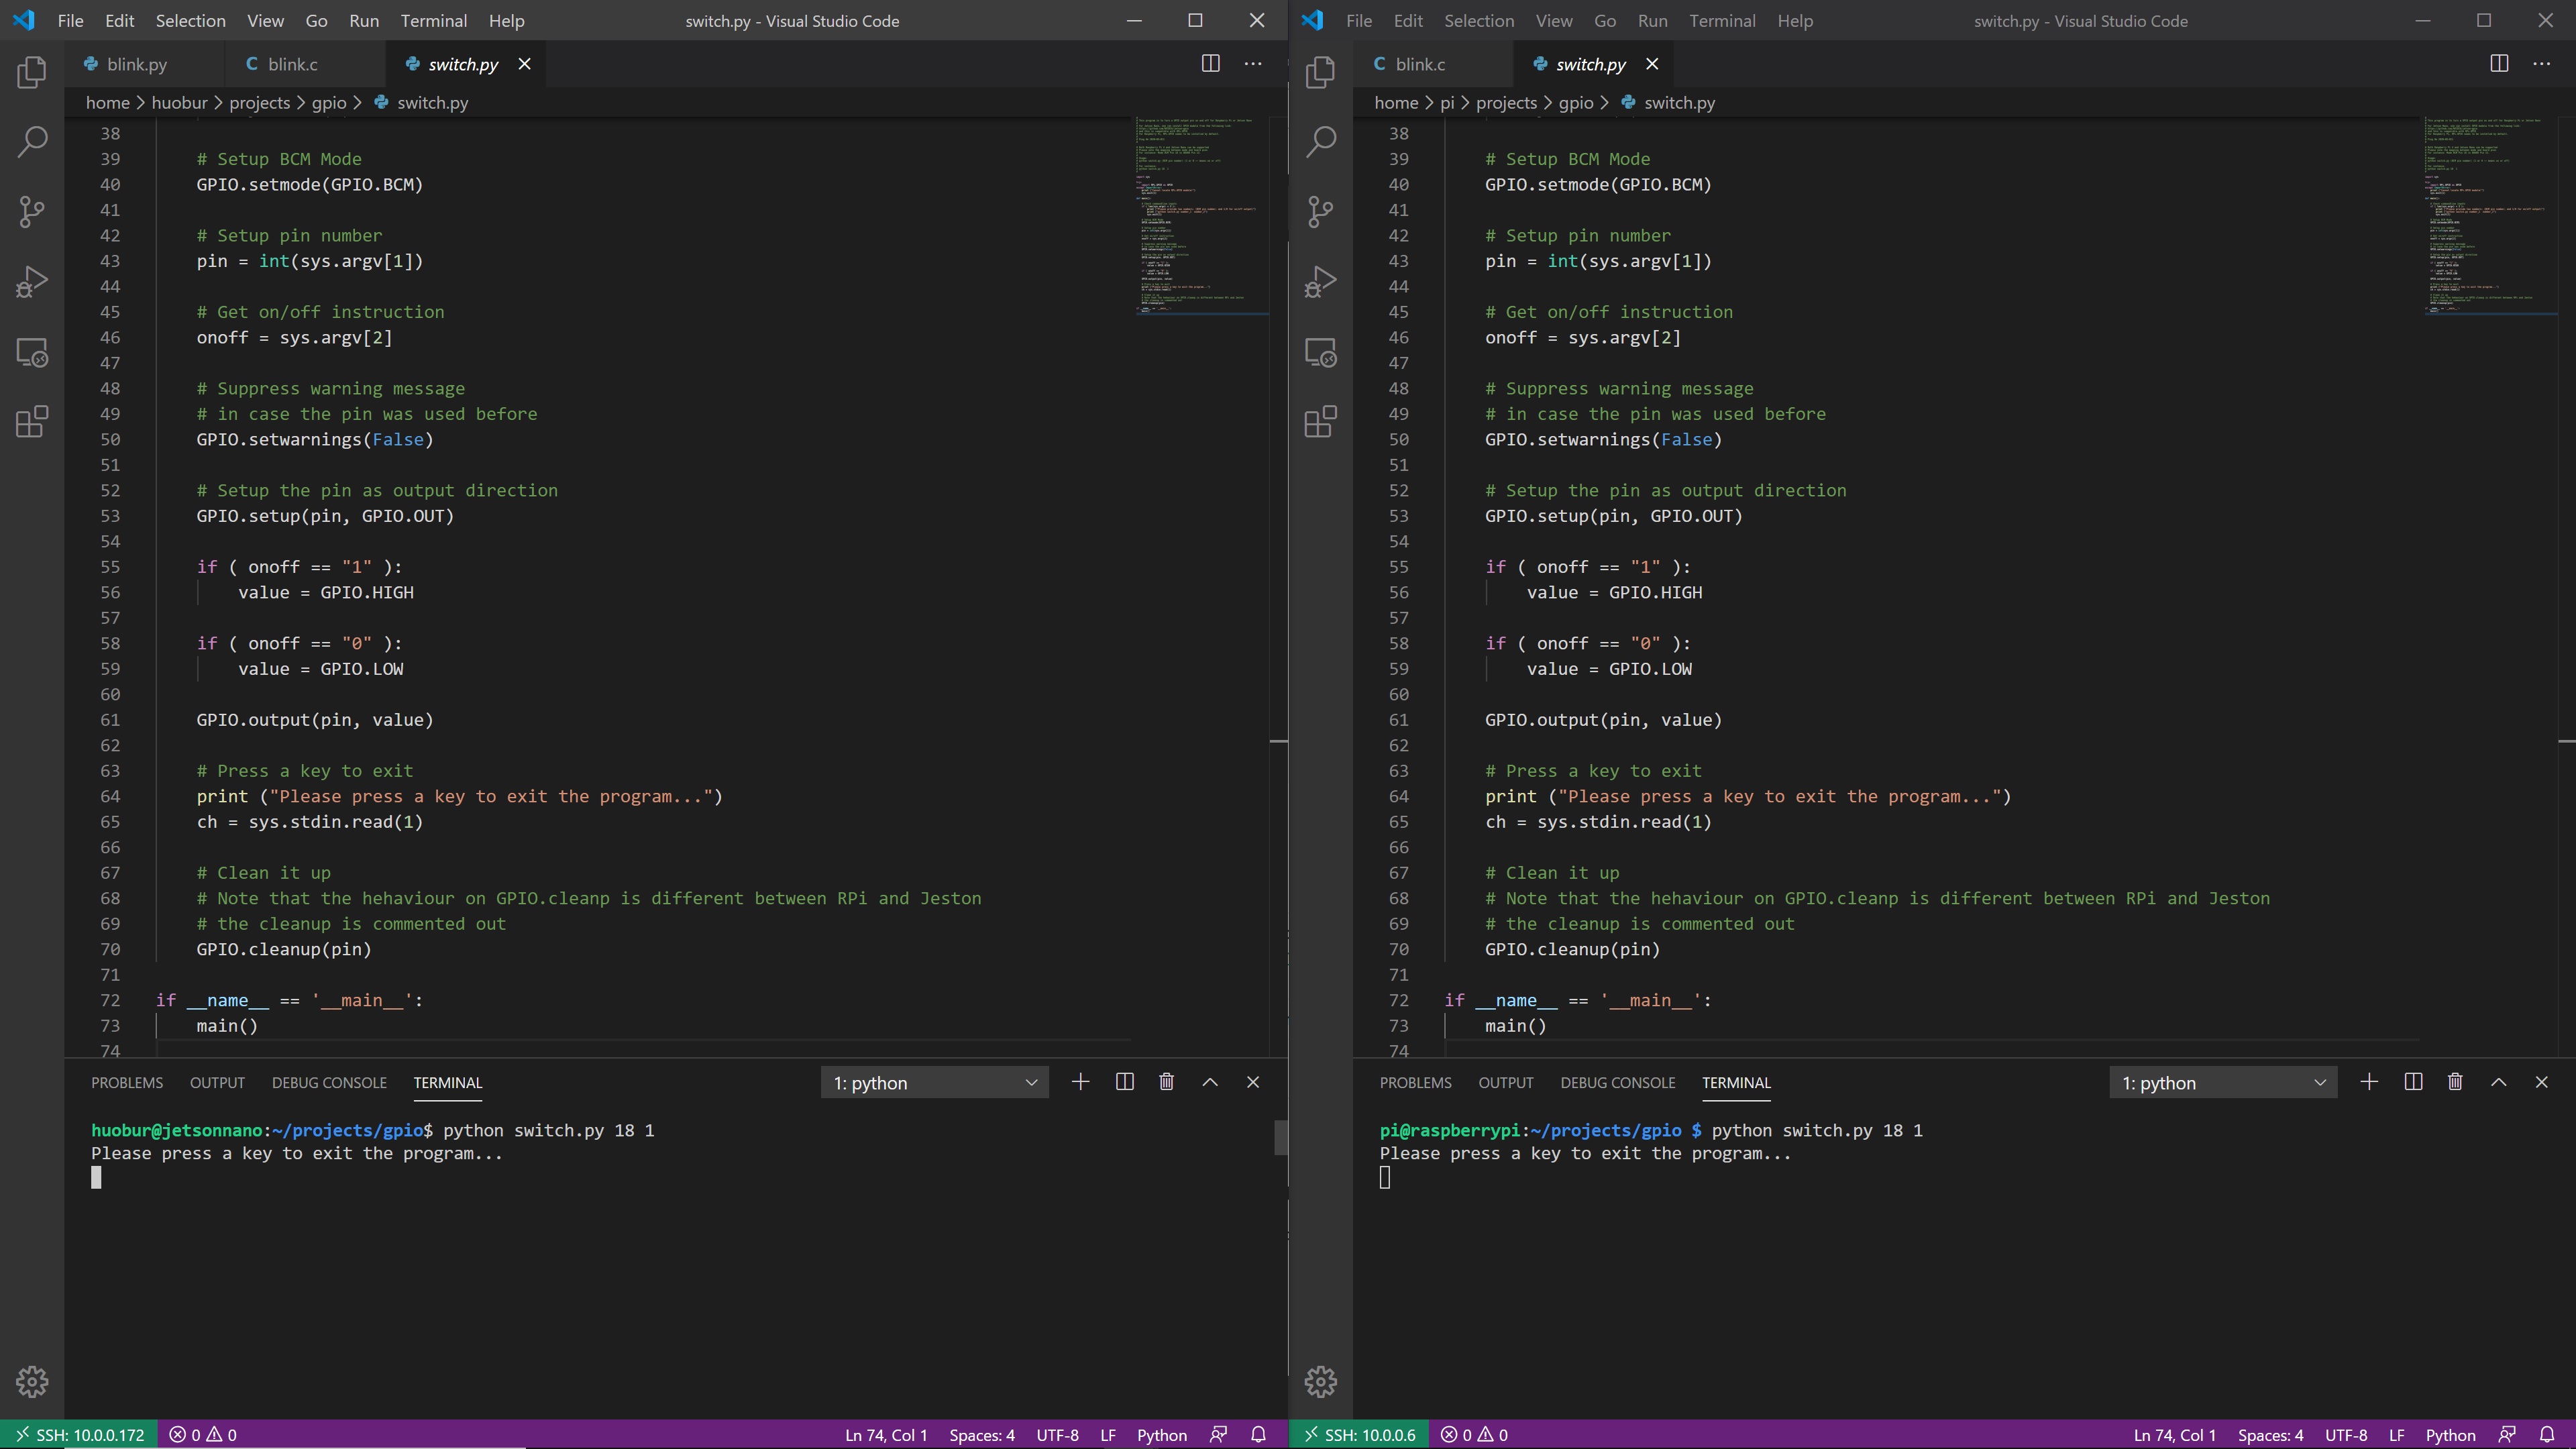 File Edit Selection View Go Run Terminal Help switch.py - Visual Studio Code
blink.py blink.c switch.py
home > huobur > projects > gpio > switch.py
38
39 # Setup BCM Mode
40 GPIO.setmode(GPIO.BCM)
41
42 # Setup pin number
43 pin = int(sys.argv[1])
44
45 # Get on/off instruction
46 onoff = sys.argv[2]
47
48 # Suppress warning message
49 # in case the pin was used before
50 GPIO.setwarnings(False)
51
52 # Setup the pin as output direction
53 GPIO.setup(pin, GPIO.OUT)
54
55 if ( onoff == "1" ):
56 value = GPIO.HIGH
57
58 if ( onoff == "0" ):
59 value = GPIO.LOW
60
61 GPIO.output(pin, value)
62
63 # Press a key to exit
64 print ("Please press a key to exit the program...")
65 ch = sys.stdin.read(1)
66
67 # Clean it up
68 # Note that the hehaviour on GPIO.cleanp is different between RPi and Jeston
69 # the cleanup is commented out
70 GPIO.cleanup(pin)
71
72 if __name__ == '__main__':
73 main()
74
PROBLEMS OUTPUT DEBUG CONSOLE TERMINAL 1: python
huobur@jetsonnano:~/projects/gpio$ python switch.py 18 1
Please press a key to exit the program...
SSH: 10.0.0.172 0 0 Ln 74, Col 1 Spaces: 4 UTF-8 LF Python
File Edit Selection View Go Run Terminal Help switch.py - Visual Studio Code
C blink.c switch.py
home > pi > projects > gpio > switch.py
38
39 # Setup BCM Mode
40 GPIO.setmode(GPIO.BCM)
41
42 # Setup pin number
43 pin = int(sys.argv[1])
44
45 # Get on/off instruction
46 onoff = sys.argv[2]
47
48 # Suppress warning message
49 # in case the pin was used before
50 GPIO.setwarnings(False)
51
52 # Setup the pin as output direction
53 GPIO.setup(pin, GPIO.OUT)
54
55 if ( onoff == "1" ):
56 value = GPIO.HIGH
57
58 if ( onoff == "0" ):
59 value = GPIO.LOW
60
61 GPIO.output(pin, value)
62
63 # Press a key to exit
64 print ("Please press a key to exit the program...")
65 ch = sys.stdin.read(1)
66
67 # Clean it up
68 # Note that the hehaviour on GPIO.cleanp is different between RPi and Jeston
69 # the cleanup is commented out
70 GPIO.cleanup(pin)
71
72 if __name__ == '__main__':
73 main()
74
PROBLEMS OUTPUT DEBUG CONSOLE TERMINAL 1: python
pi@raspberrypi:~/projects/gpio $ python switch.py 18 1
Please press a key to exit the program...
SSH: 10.0.0.6 0 0 Ln 74, Col 1 Spaces: 4 UTF-8 LF Python